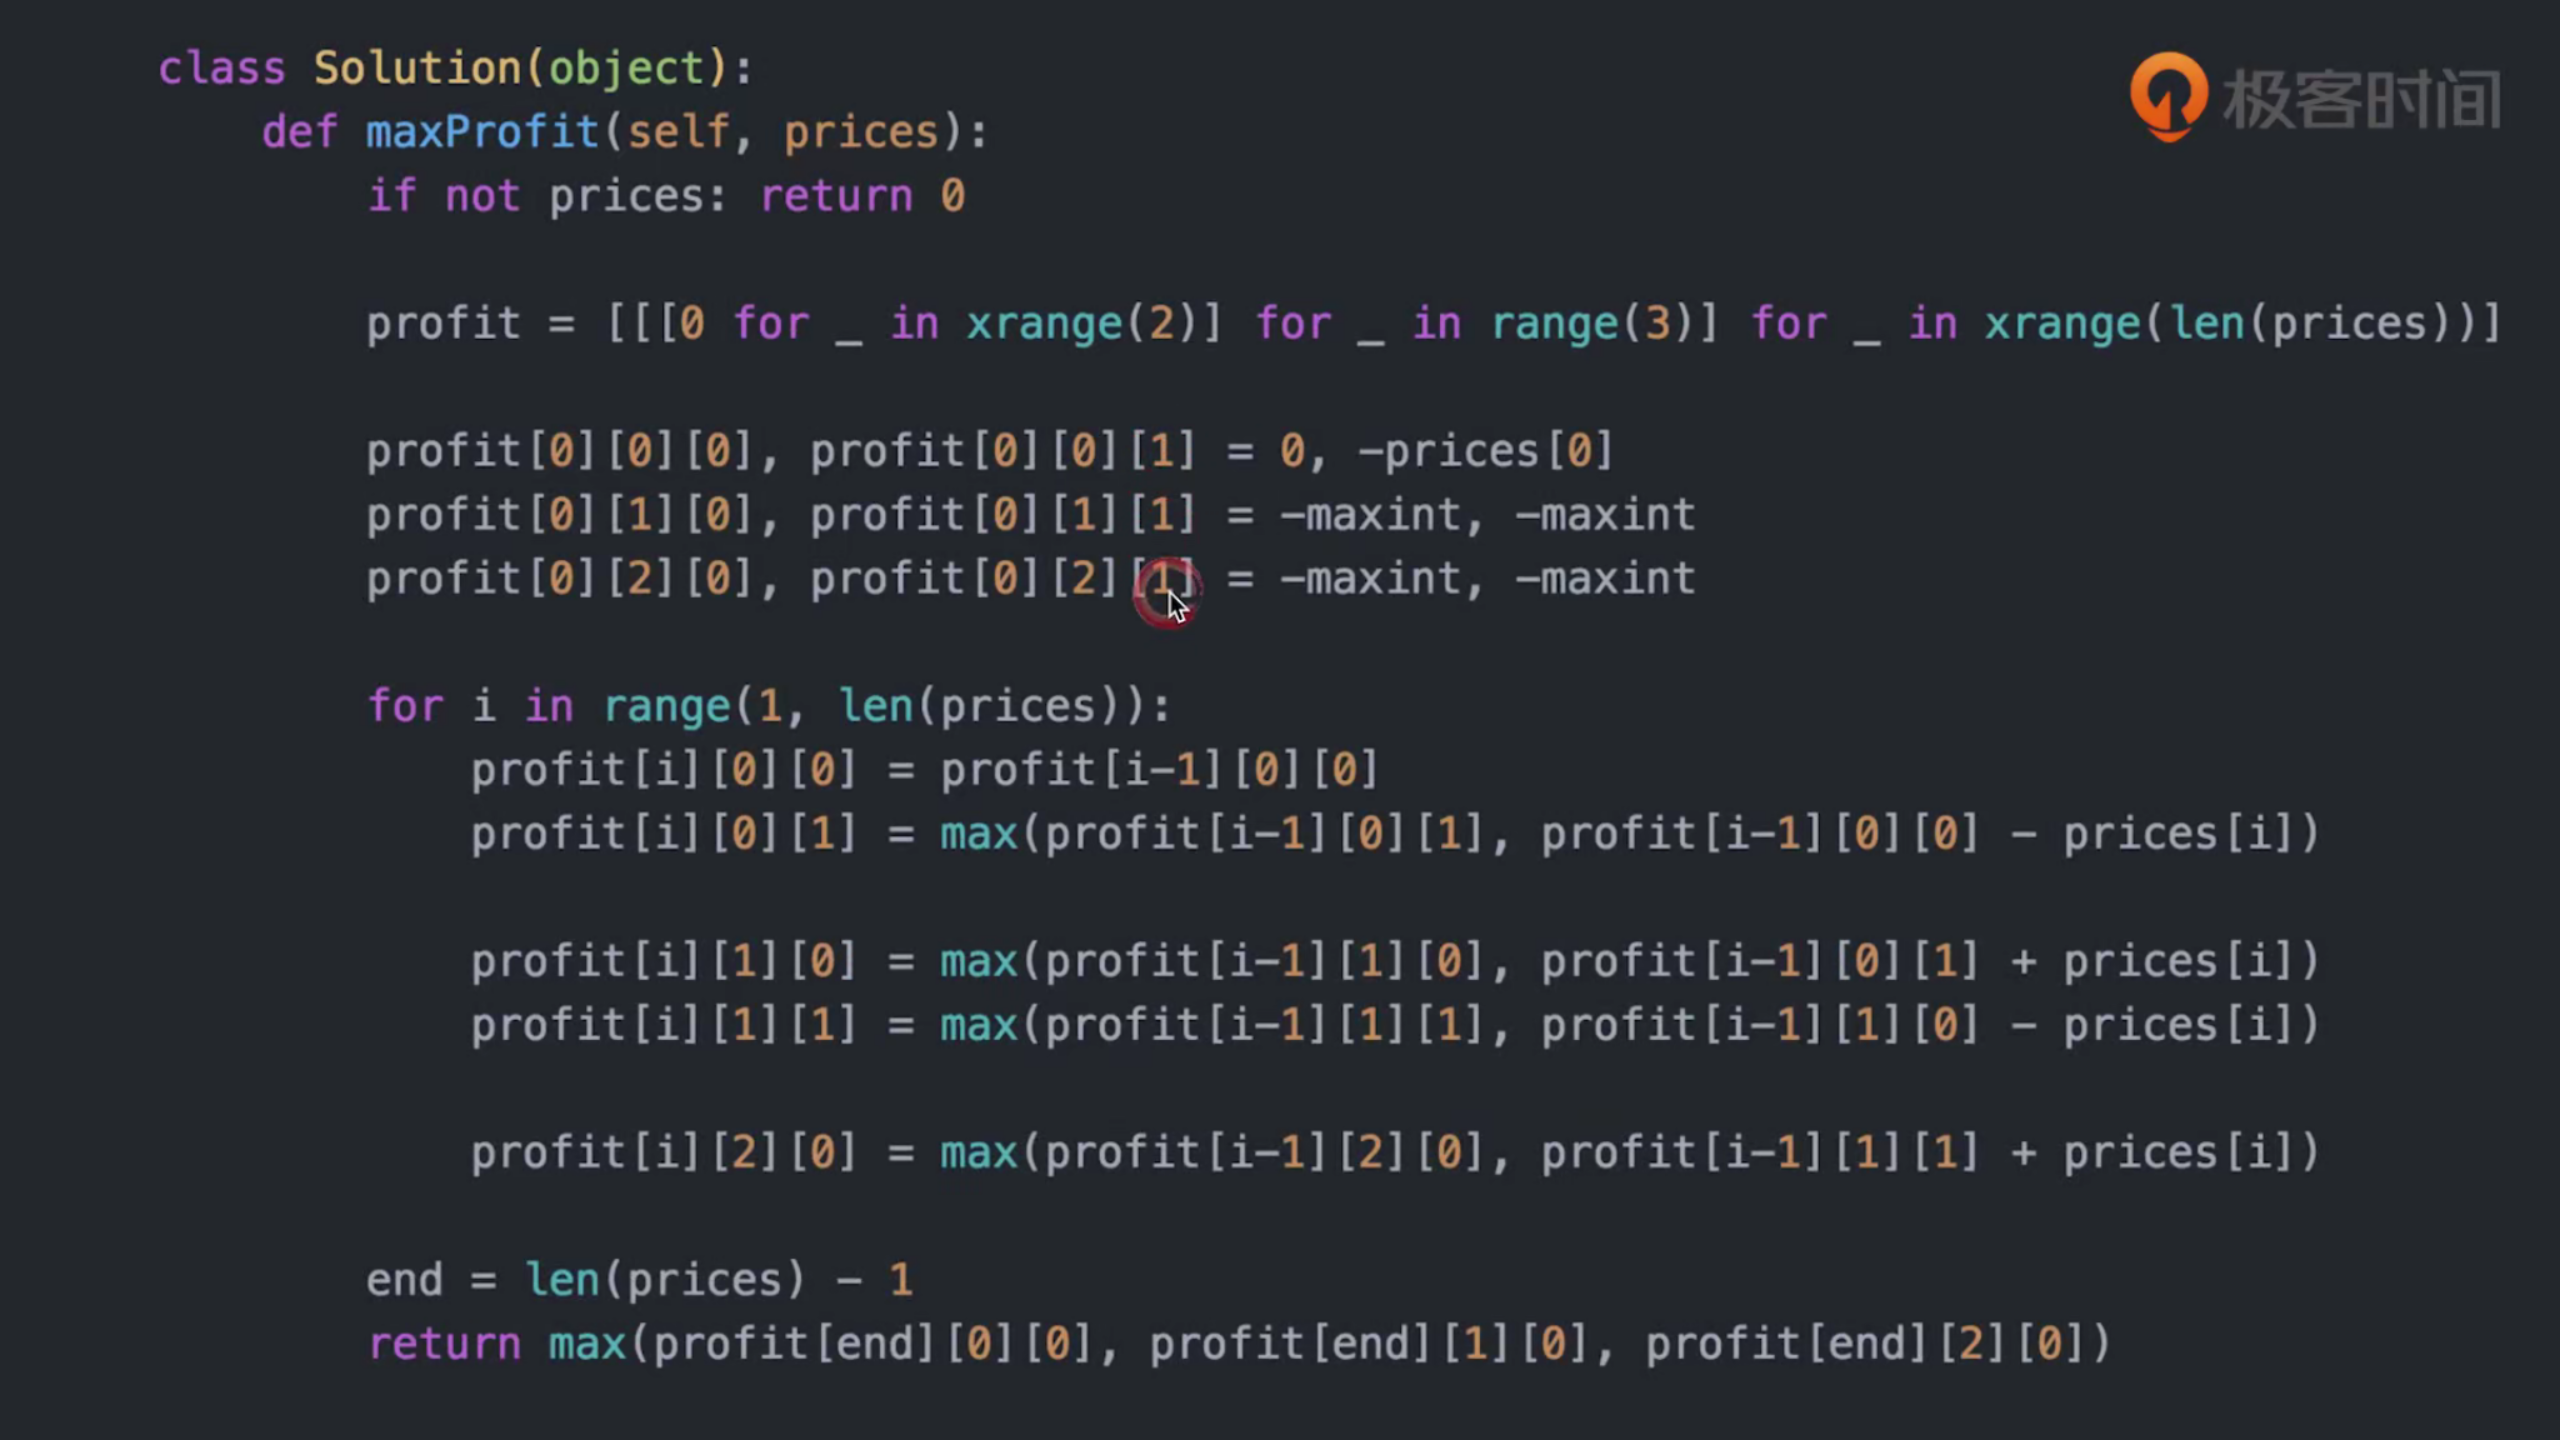 class Solution(object):
极客时间
    def maxProfit(self, prices):
        if not prices: return 0
        profit = [[[0 for _ in xrange(2)] for _ in range(3)] for _ in xrange(len(prices))]
        profit[0][0][0], profit[0][0][1] = 0, -prices[0]
        profit[0][1][0], profit[0][1][1] = -maxint, -maxint
        profit[0][2][0], profit[0][2][1] = -maxint, -maxint
        for i in range(1, len(prices)):
            profit[i][0][0] = profit[i-1][0][0]
            profit[i][0][1] = max(profit[i-1][0][1], profit[i-1][0][0] - prices[i])
            profit[i][1][0] = max(profit[i-1][1][0], profit[i-1][0][1] + prices[i])
            profit[i][1][1] = max(profit[i-1][1][1], profit[i-1][1][0] - prices[i])
            profit[i][2][0] = max(profit[i-1][2][0], profit[i-1][1][1] + prices[i])
        end = len(prices) - 1
        return max(profit[end][0][0], profit[end][1][0], profit[end][2][0])